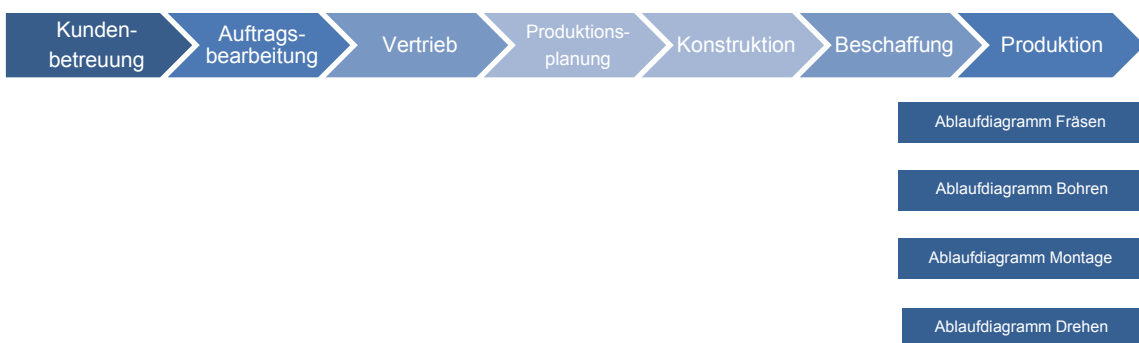 Kunden-
betreuung
Auftrags-
bearbeitung
Vertrieb
Produktions-
planung
Konstruktion
Beschaffung
Produktion
Ablaufdiagramm Fräsen
Ablaufdiagramm Bohren
Ablaufdiagramm Montage
Ablaufdiagramm Drehen